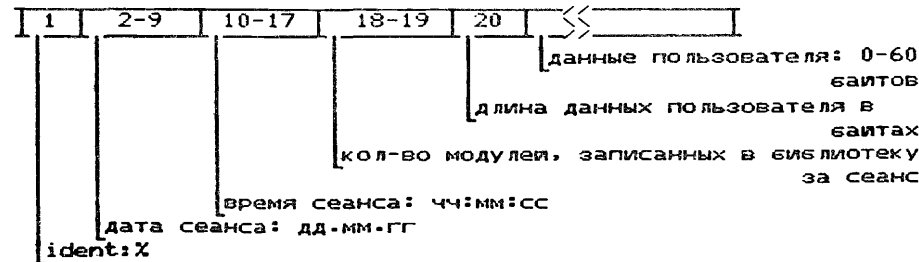 1 2-9 10-17 18-19 20
данные пользователя: 0-60
байтов
длина данных пользователя в
байтах
кол-во модулей, записанных в библиотеку
за сеанс
время сеанса: чч:мм:сс
дата сеанса: дд.мм.гг
ident:%